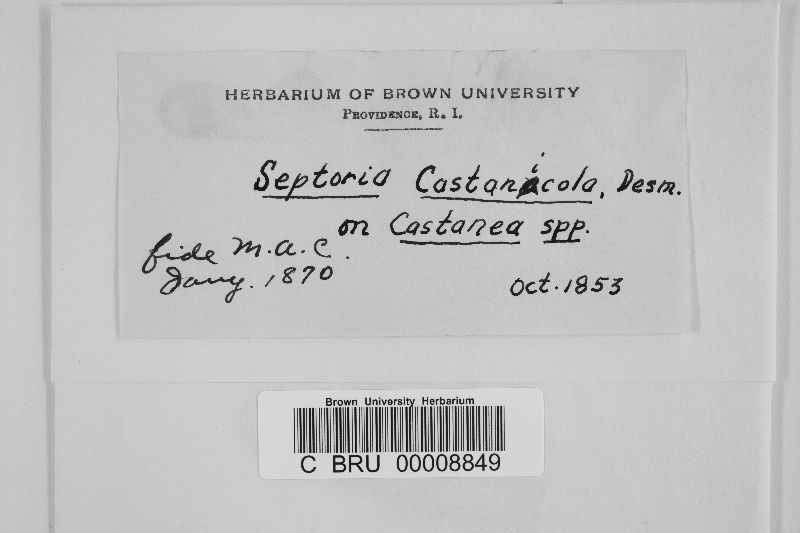 HERBARIUM OF BROWN UNIVERSITY
PROVIDENCE, R. I.
Septoria Castanicola, Desm.
on Castanea spp.
fide M.A.C.
Jany. 1870
Oct. 1853
Brown University Herbarium
C BRU 00008849